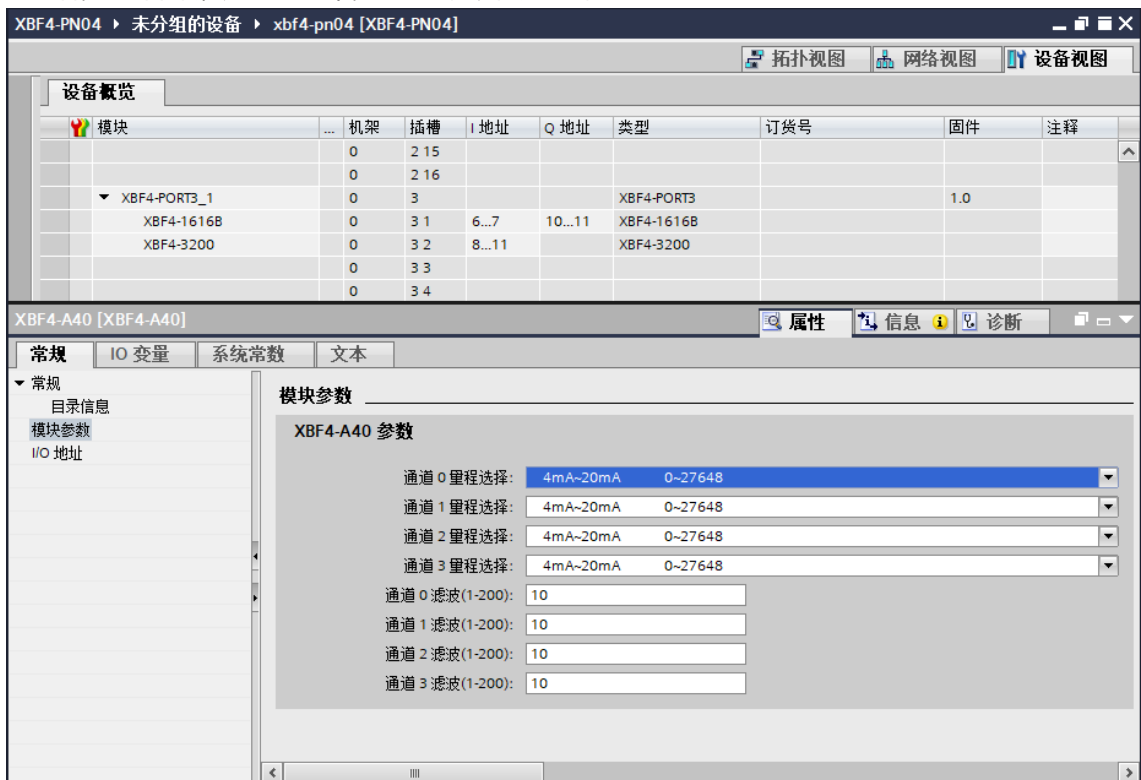 XBF4-PN04 ▸ 未分组的设备 ▸ xbf4-pn04 [XBF4-PN04]
拓扑视图 网络视图 设备视图
设备概览
模块 ... 机架 插槽 I 地址 Q 地址 类型 订货号 固件 注释
0 2 15
0 2 16
XBF4-PORT3_1 0 3 XBF4-PORT3 1.0
XBF4-1616B 0 3 1 6...7 10...11 XBF4-1616B
XBF4-3200 0 3 2 8...11 XBF4-3200
0 3 3
0 3 4
XBF4-A40 [XBF4-A40] 属性 信息 诊断
常规 IO 变量 系统常数 文本
常规
目录信息
模块参数
I/O 地址
模块参数
XBF4-A40 参数
通道 0 量程选择: 4mA~20mA 0~27648
通道 1 量程选择: 4mA~20mA 0~27648
通道 2 量程选择: 4mA~20mA 0~27648
通道 3 量程选择: 4mA~20mA 0~27648
通道 0 滤波(1-200): 10
通道 1 滤波(1-200): 10
通道 2 滤波(1-200): 10
通道 3 滤波(1-200): 10